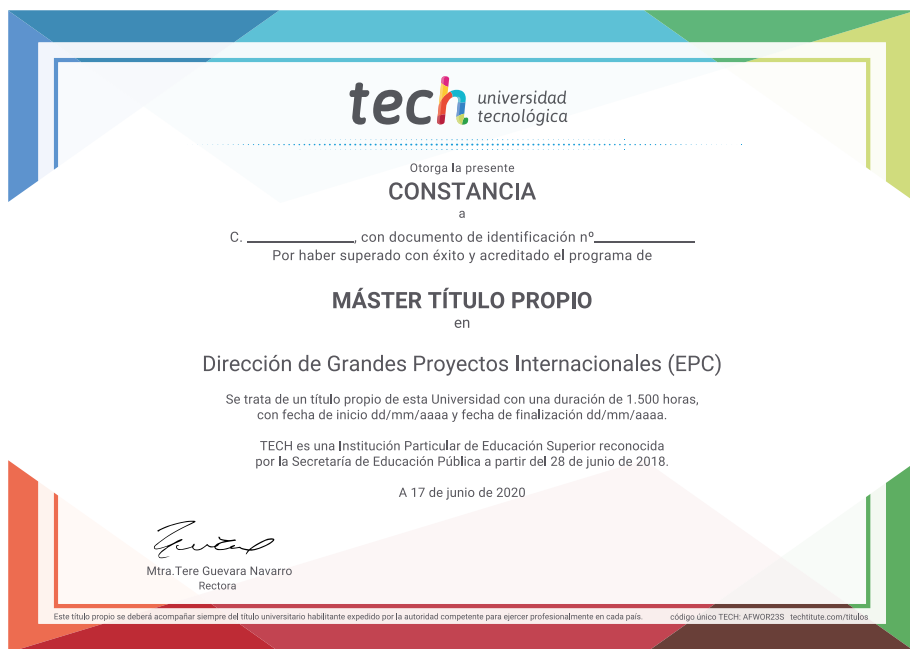 tech universidad
tecnológica
Otorga la presente
CONSTANCIA
a
C. ______________, con documento de identificación nº_____________
Por haber superado con éxito y acreditado el programa de
MÁSTER TÍTULO PROPIO
en
Dirección de Grandes Proyectos Internacionales (EPC)
Se trata de un título propio de esta Universidad con una duración de 1.500 horas,
con fecha de inicio dd/mm/aaaa y fecha de finalización dd/mm/aaaa.
TECH es una Institución Particular de Educación Superior reconocida
por la Secretaría de Educación Pública a partir del 28 de junio de 2018.
A 17 de junio de 2020
Mtra.Tere Guevara Navarro
Rectora
Este título propio se deberá acompañar siempre del título universitario habilitante expedido por la autoridad competente para ejercer profesionalmente en cada país. código único TECH: AFWOR23S techtitute.com/titulos